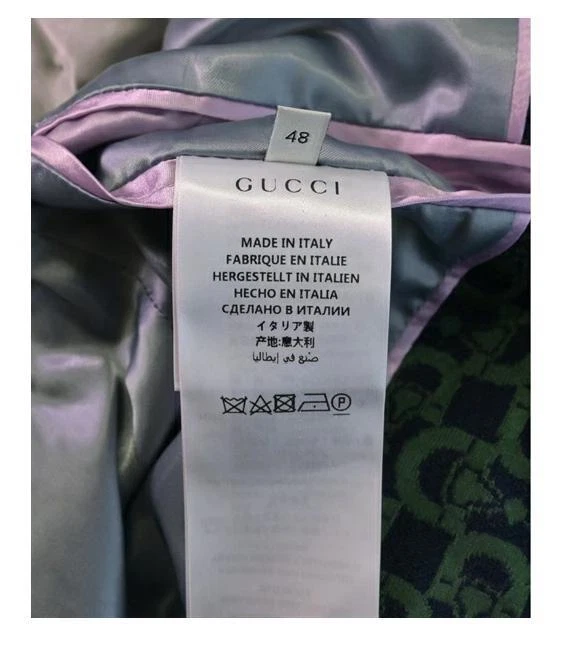 48
GUCCI
MADE IN ITALY
FABRIQUE EN ITALIE
HERGESTELLT IN ITALIEN
HECHO EN ITALIA
СДЕЛАНО В ИТАЛИИ
イタリア製
产地:意大利
صنع في إيطاليا
P